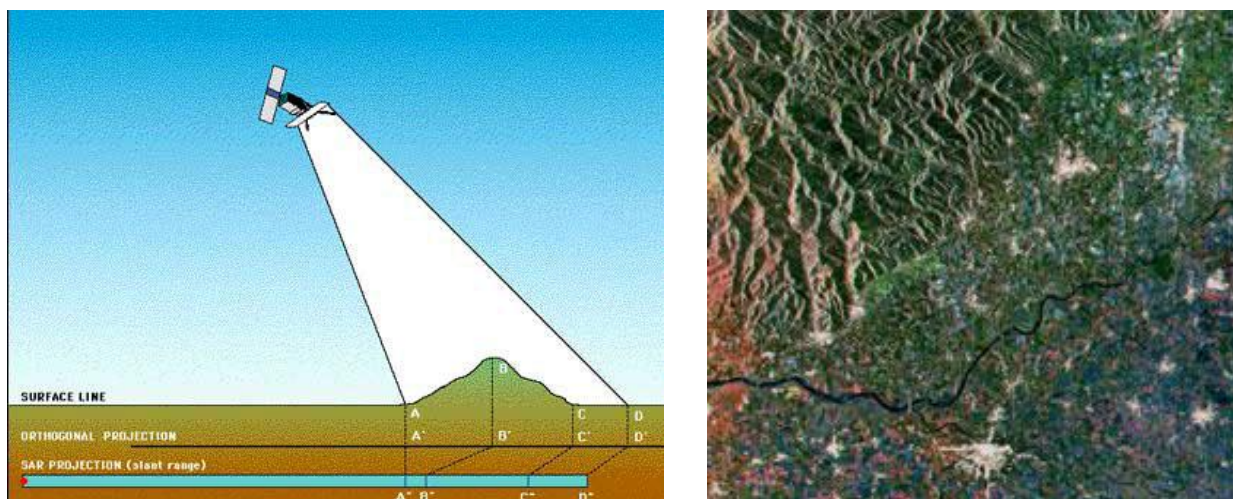 B
SURFACE LINE
A C D
ORTHOGONAL PROJECTION A' B' C' D'
SAR PROJECTION (slant range)
A" B" C" D"